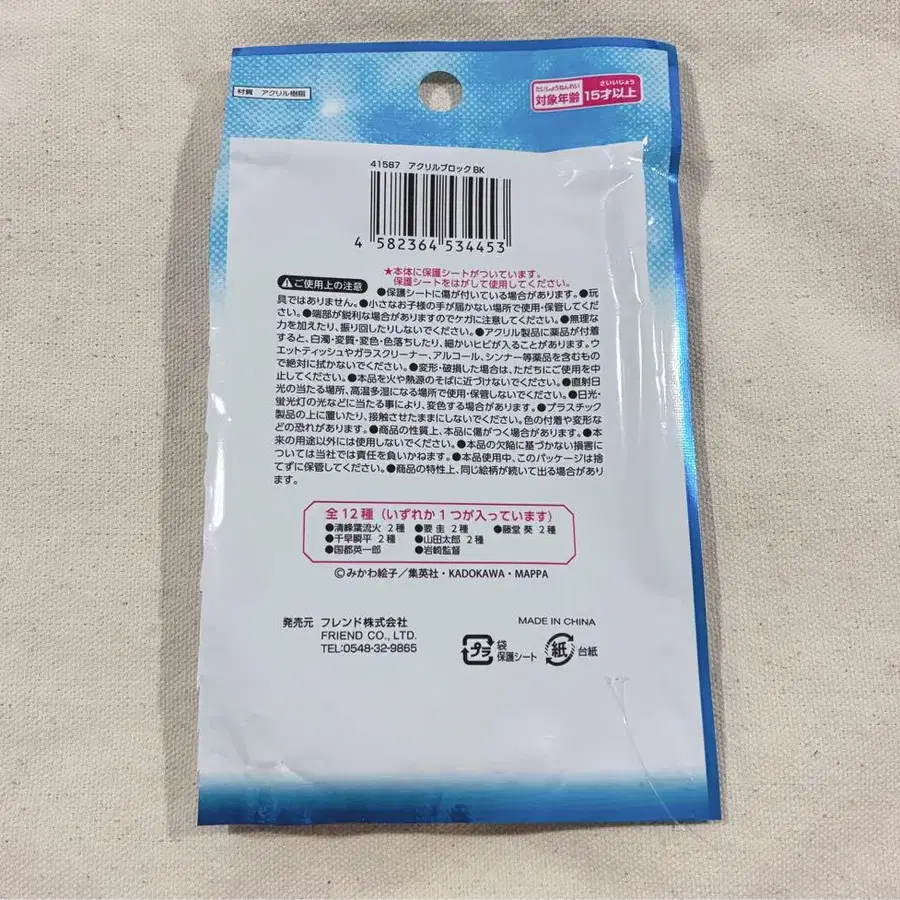 材質 アクリル樹脂
たいしょうねんれい さいいじょう
対象年齢 15才以上
41587 アクリルブロックBK
4 582364 534453
★本体に保護シートがついています。
保護シートをはがして使用してください。
ご使用上の注意
●保護シートに傷が付いている場合があります。●玩
具ではありません。●小さなお子様の手が届かない場所で使用・保管してくださ
い。●端部が鋭利な場合がありますのでケガに注意してください。●無理な
力を加えたり、振り回したりしないでください。●アクリル製品に薬品が付着
すると、白濁・変質・変色・色落ちしたり、細かいヒビが入ることがあります。ウ
エットティッシュやガラスクリーナー、アルコール、シンナー等薬品を含むもの
で絶対に拭かないでください。●変形・破損した場合は、ただちにご使用を中
止してください。●本品を火や熱源のそばに近づけないでください。●直射日
光の当たる場所、高温多湿になる場所で使用・保管しないでください。●日光・
蛍光灯の光などに当たる事により、変色する場合があります。●プラスチック
製品の上に置いたり、接触させたままにしないでください。色の付着や変形な
どの恐れがあります。●商品の性質上、本品に傷がつく場合があります。●本
来の用途以外には使用しないでください。●本品の欠陥に基づかない損害
については当社では責任を負いかねます。●本品使用中、このパッケージは捨
てずに保管してください。●商品の特性上、同じ絵柄が続いて出る場合があり
ます。
全12種(いずれか1つが入っています)
●清峰葉流火 2種 ●要 圭 2種 ●藤堂 葵 2種
●千早瞬平 2種 ●山田太郎 2種
●国都英一郎 ●岩崎監督
©みかわ絵子/集英社・KADOKAWA・MAPPA
発売元 フレンド株式会社
FRIEND CO., LTD.
TEL:0548-32-9865
MADE IN CHINA
プラ 袋 保護シート
紙 台紙